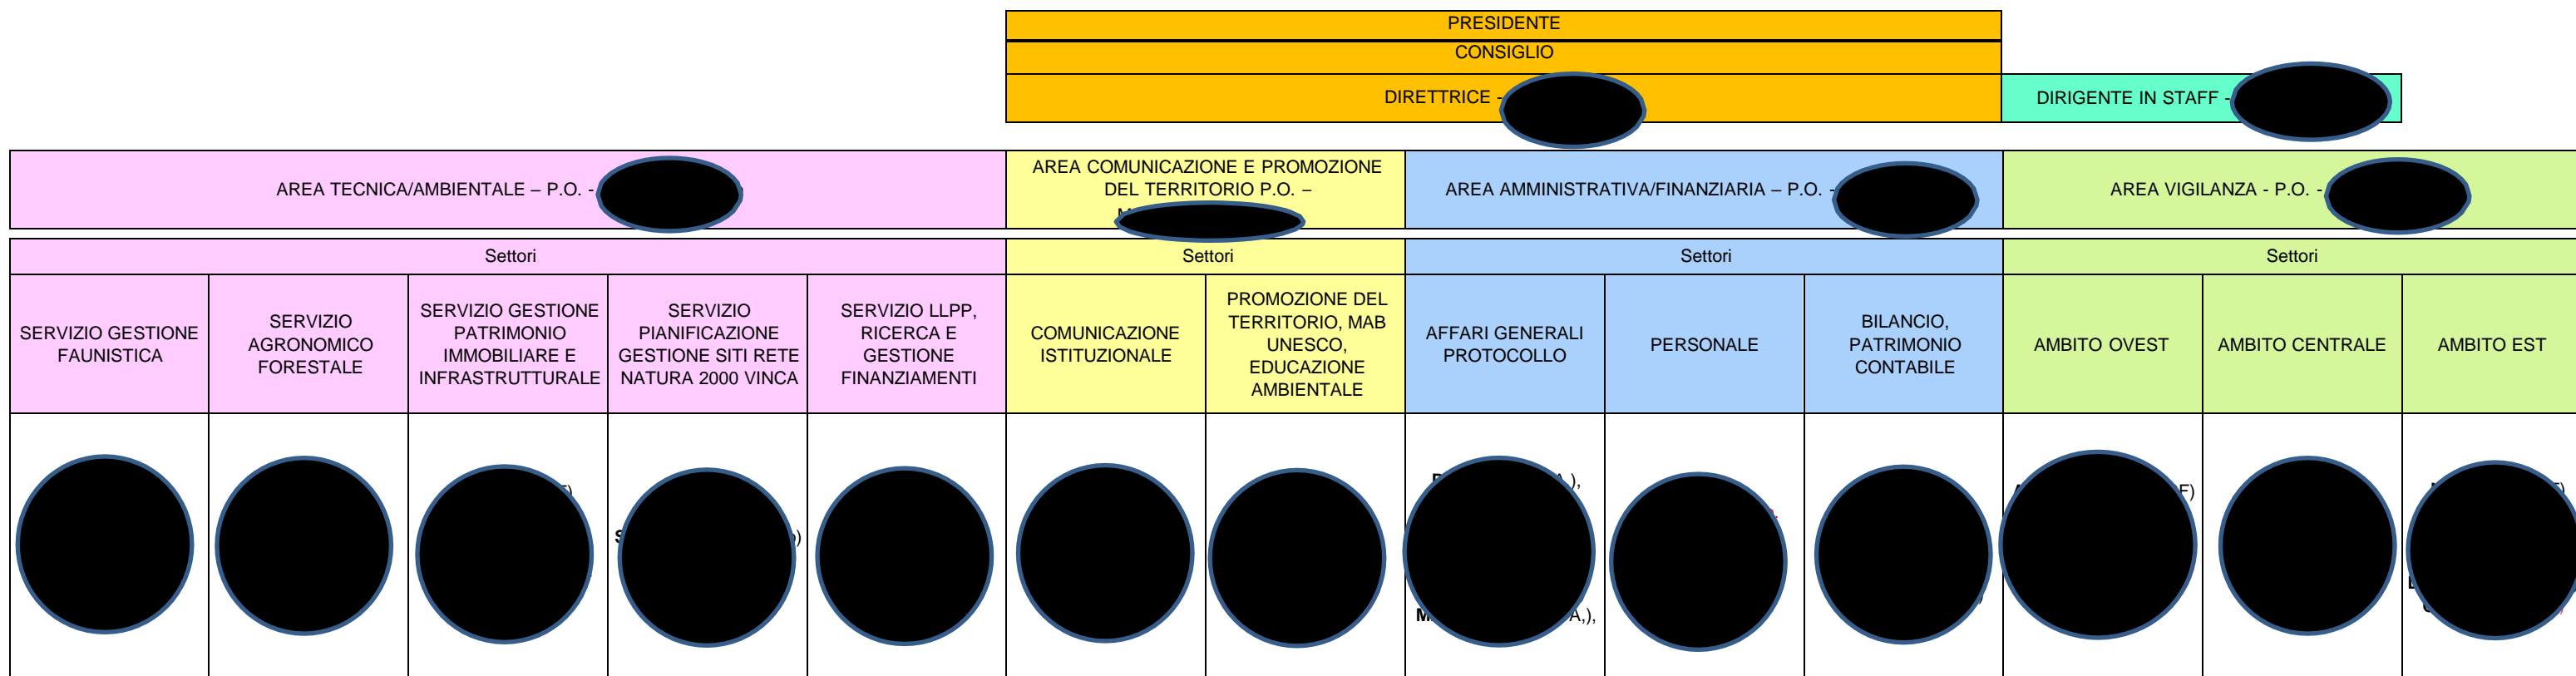 PRESIDENTE
CONSIGLIO
DIRETTRICE -
DIRIGENTE IN STAFF -
AREA TECNICA/AMBIENTALE – P.O. -
AREA COMUNICAZIONE E PROMOZIONE
DEL TERRITORIO P.O. –
AREA AMMINISTRATIVA/FINANZIARIA – P.O. -
AREA VIGILANZA - P.O. -
Settori
Settori
Settori
Settori
SERVIZIO GESTIONE
FAUNISTICA
SERVIZIO
AGRONOMICO
FORESTALE
SERVIZIO GESTIONE
PATRIMONIO
IMMOBILIARE E
INFRASTRUTTURALE
SERVIZIO
PIANIFICAZIONE
GESTIONE SITI RETE
NATURA 2000 VINCA
SERVIZIO LLPP,
RICERCA E
GESTIONE
FINANZIAMENTI
COMUNICAZIONE
ISTITUZIONALE
PROMOZIONE DEL
TERRITORIO, MAB
UNESCO,
EDUCAZIONE
AMBIENTALE
AFFARI GENERALI
PROTOCOLLO
PERSONALE
BILANCIO,
PATRIMONIO
CONTABILE
AMBITO OVEST
AMBITO CENTRALE
AMBITO EST